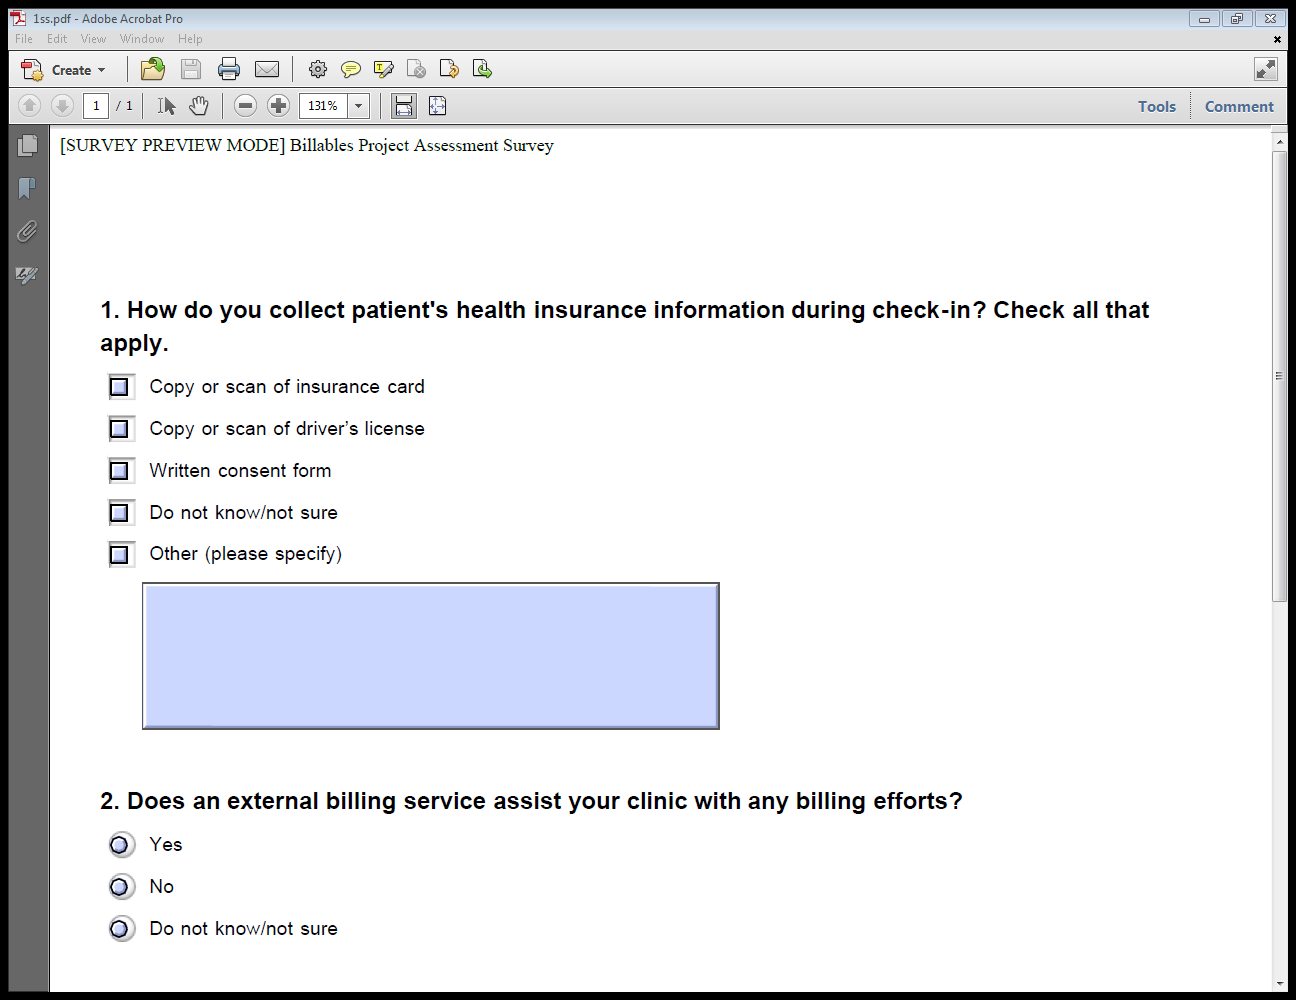 1ss.pdf - Adobe Acrobat Pro
File Edit View Window Help
Create
1 / 1 131% Tools Comment
[SURVEY PREVIEW MODE] Billables Project Assessment Survey
1. How do you collect patient's health insurance information during check-in? Check all that
apply.
Copy or scan of insurance card
Copy or scan of driver’s license
Written consent form
Do not know/not sure
Other (please specify)
2. Does an external billing service assist your clinic with any billing efforts?
Yes
No
Do not know/not sure